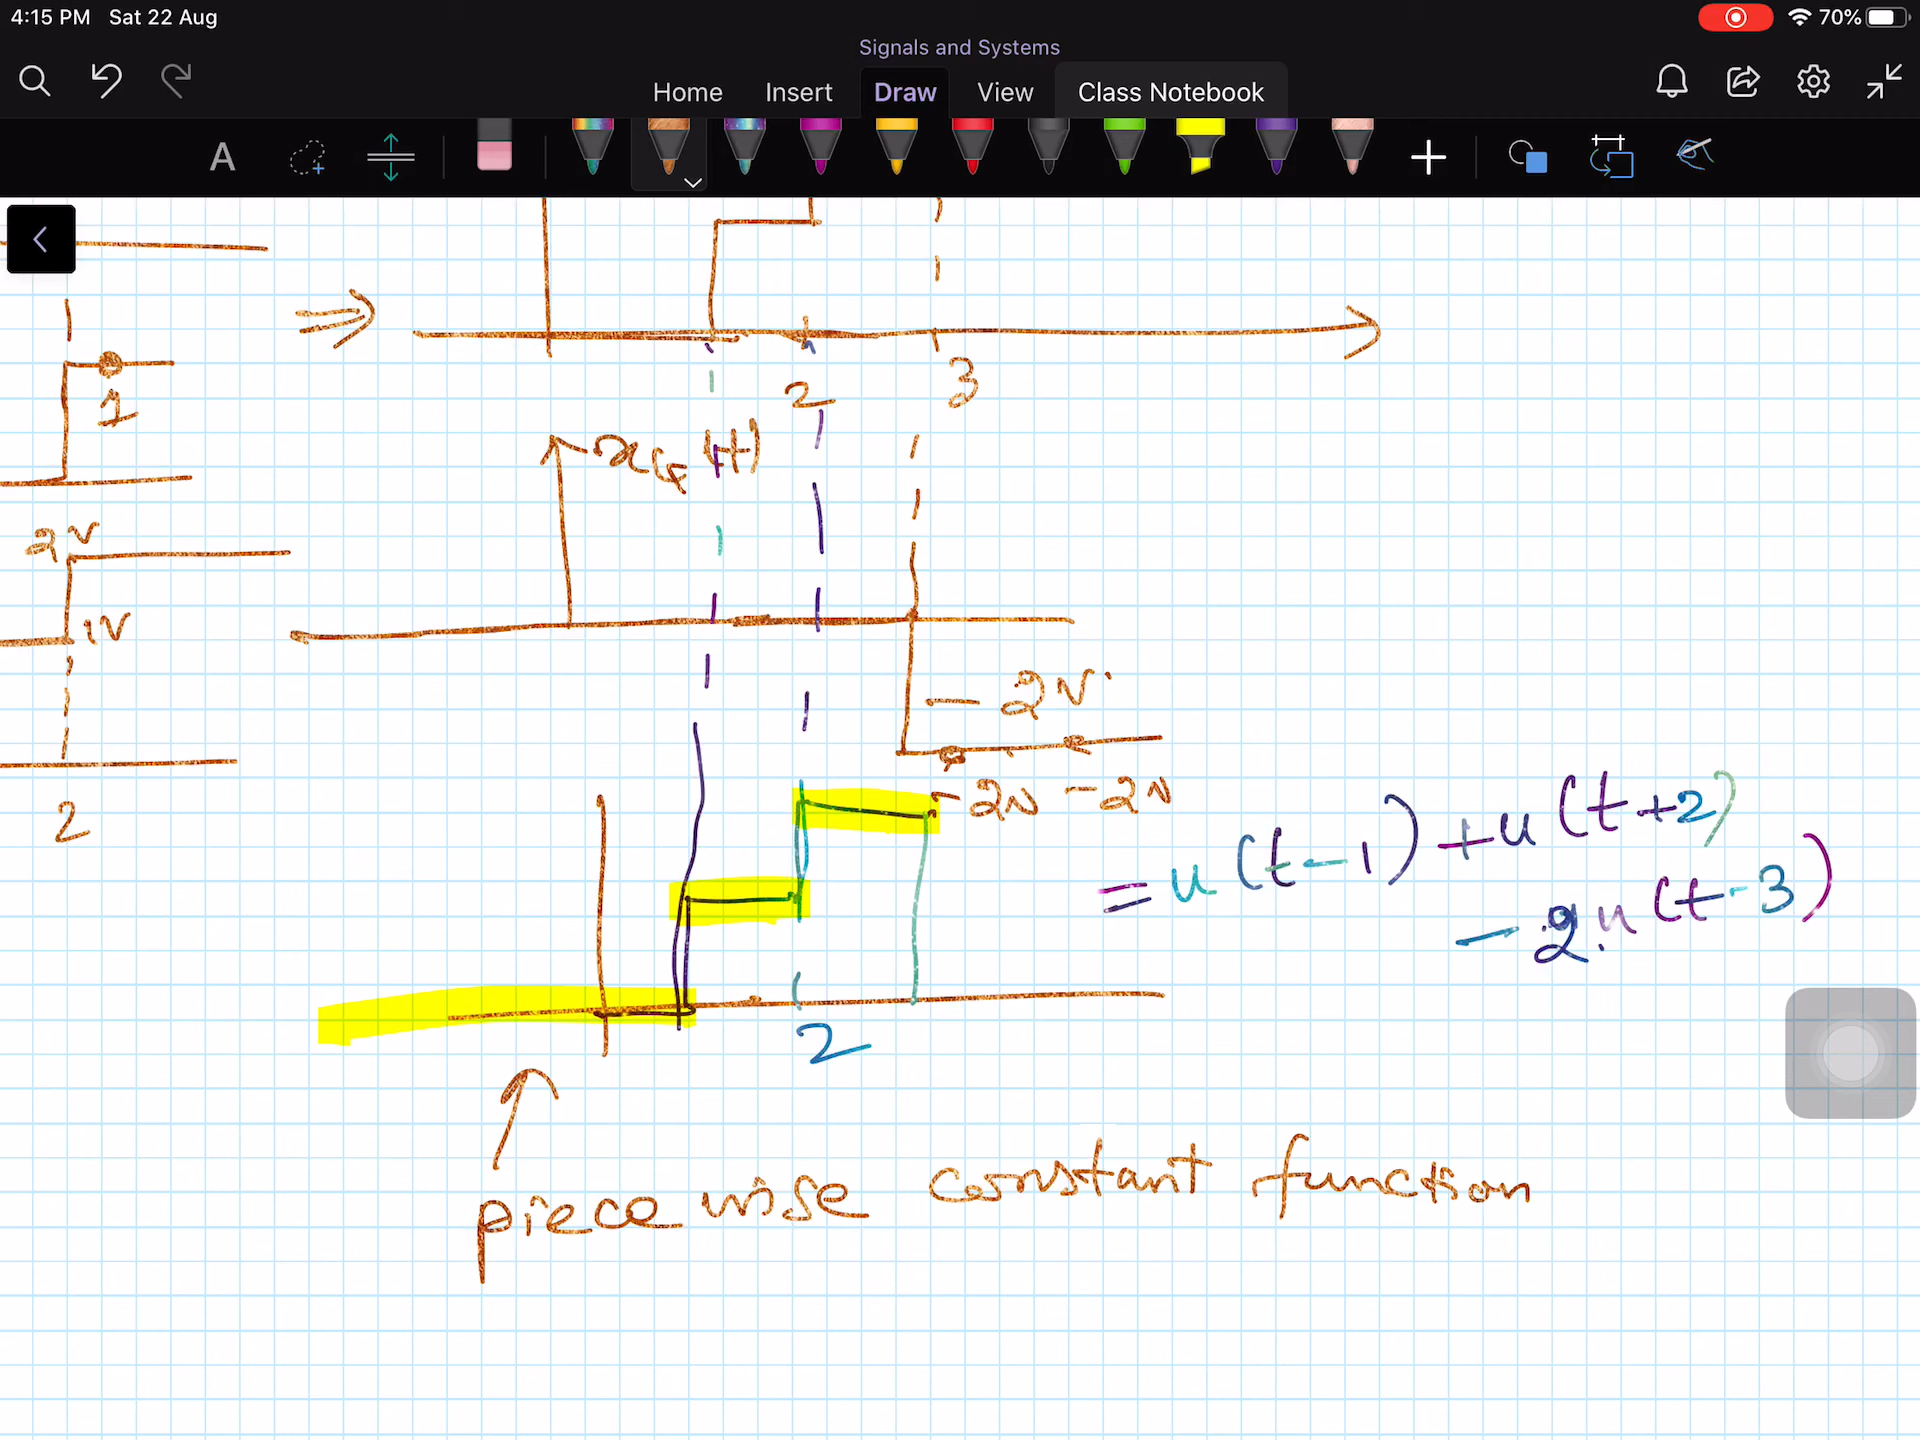 4:15 PM Sat 22 Aug
70%
Signals and Systems
Home Insert Draw View Class Notebook
A
3
2
1
2V
1V
- 2V
-2V -2V
= u(t-1) + u(t+2)
- 2u(t-3)
2
2
piece wise constant function